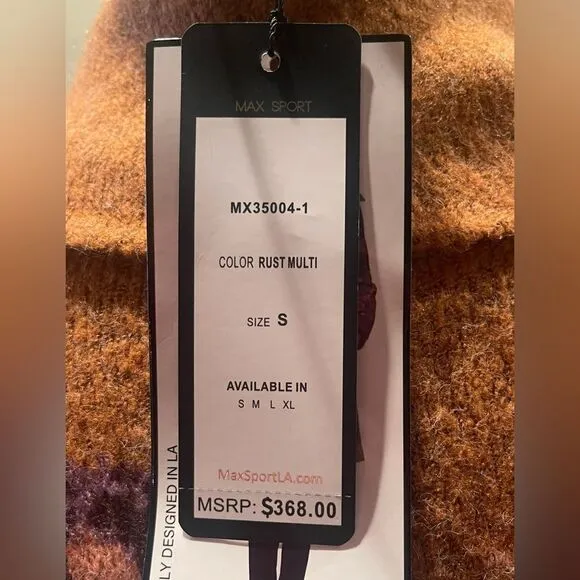 MAX SPORT
MX35004-1
COLOR RUST MULTI
SIZE S
AVAILABLE IN
S M L XL
MaxSportLA.com
MSRP: $368.00
LY DESIGNED IN LA